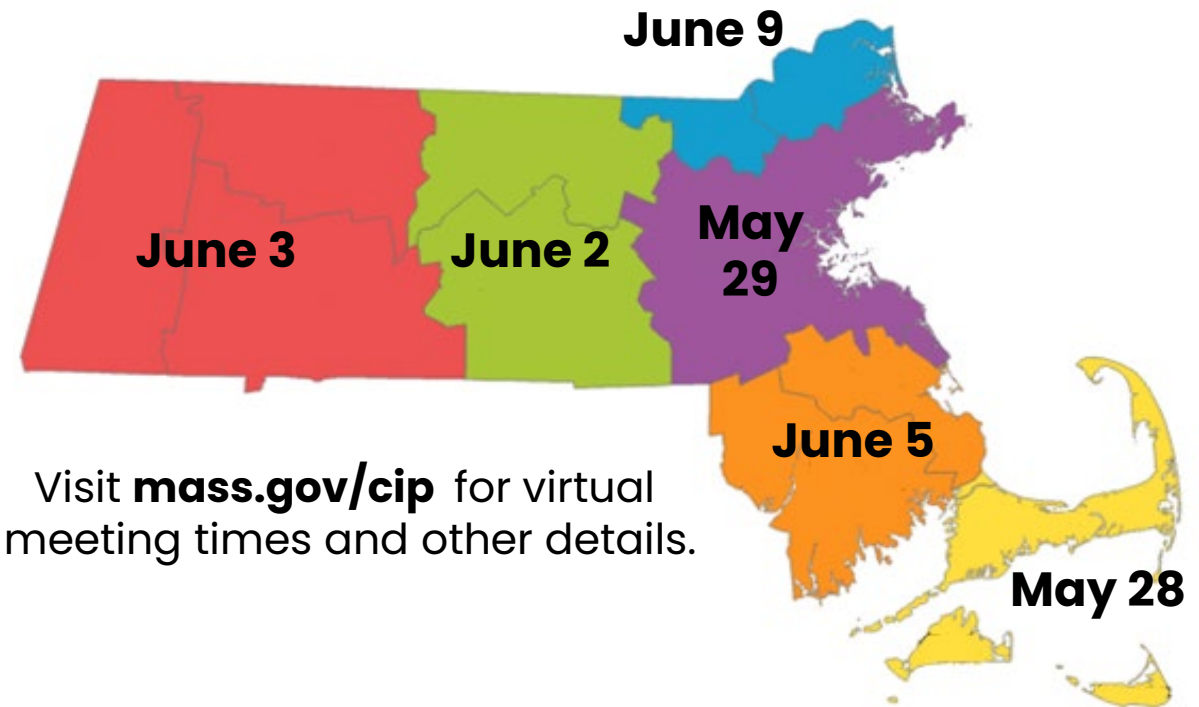 June 9
June 3
June 2
May
29
June 5
Visit mass.gov/cip for virtual
meeting times and other details.
May 28